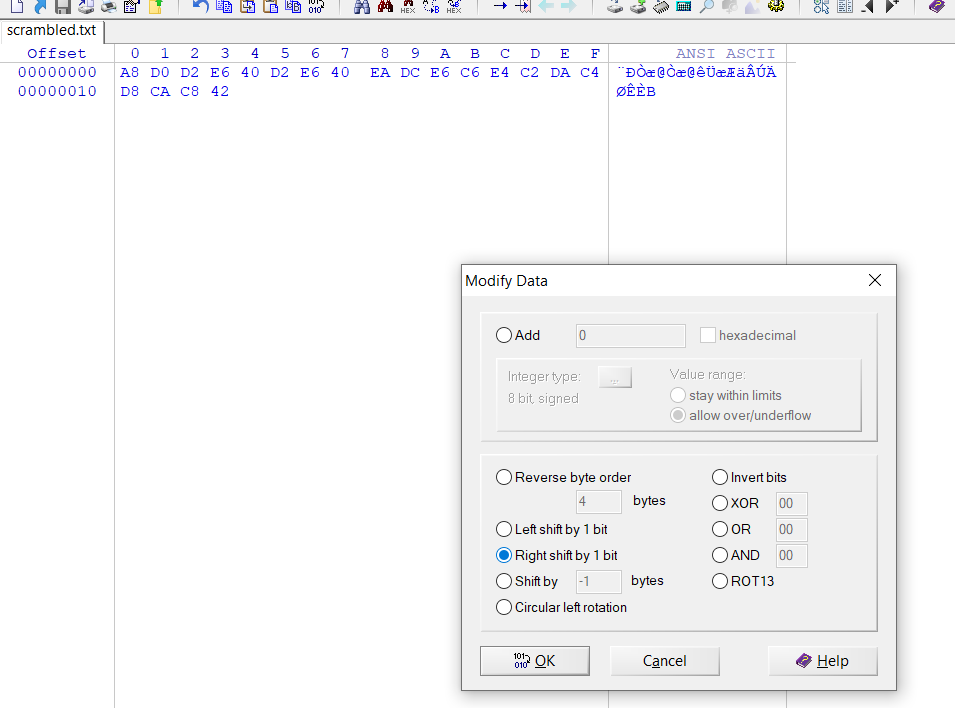 scrambled.txt
Offset 0 1 2 3 4 5 6 7 8 9 A B C D E F ANSI ASCII
00000000 A8 D0 D2 E6 40 D2 E6 40 EA DC E6 C6 E4 C2 DA C4 ¨ÐÒæ@Òæ@êÜæÆäÂÚÄ
00000010 D8 CA C8 42 ØÊÈB
Modify Data
Add 0 hexadecimal
Integer type: ... Value range:
8 bit, signed stay within limits
allow over/underflow
Reverse byte order Invert bits
4 bytes XOR 00
Left shift by 1 bit OR 00
Right shift by 1 bit AND 00
Shift by -1 bytes ROT13
Circular left rotation
OK Cancel Help